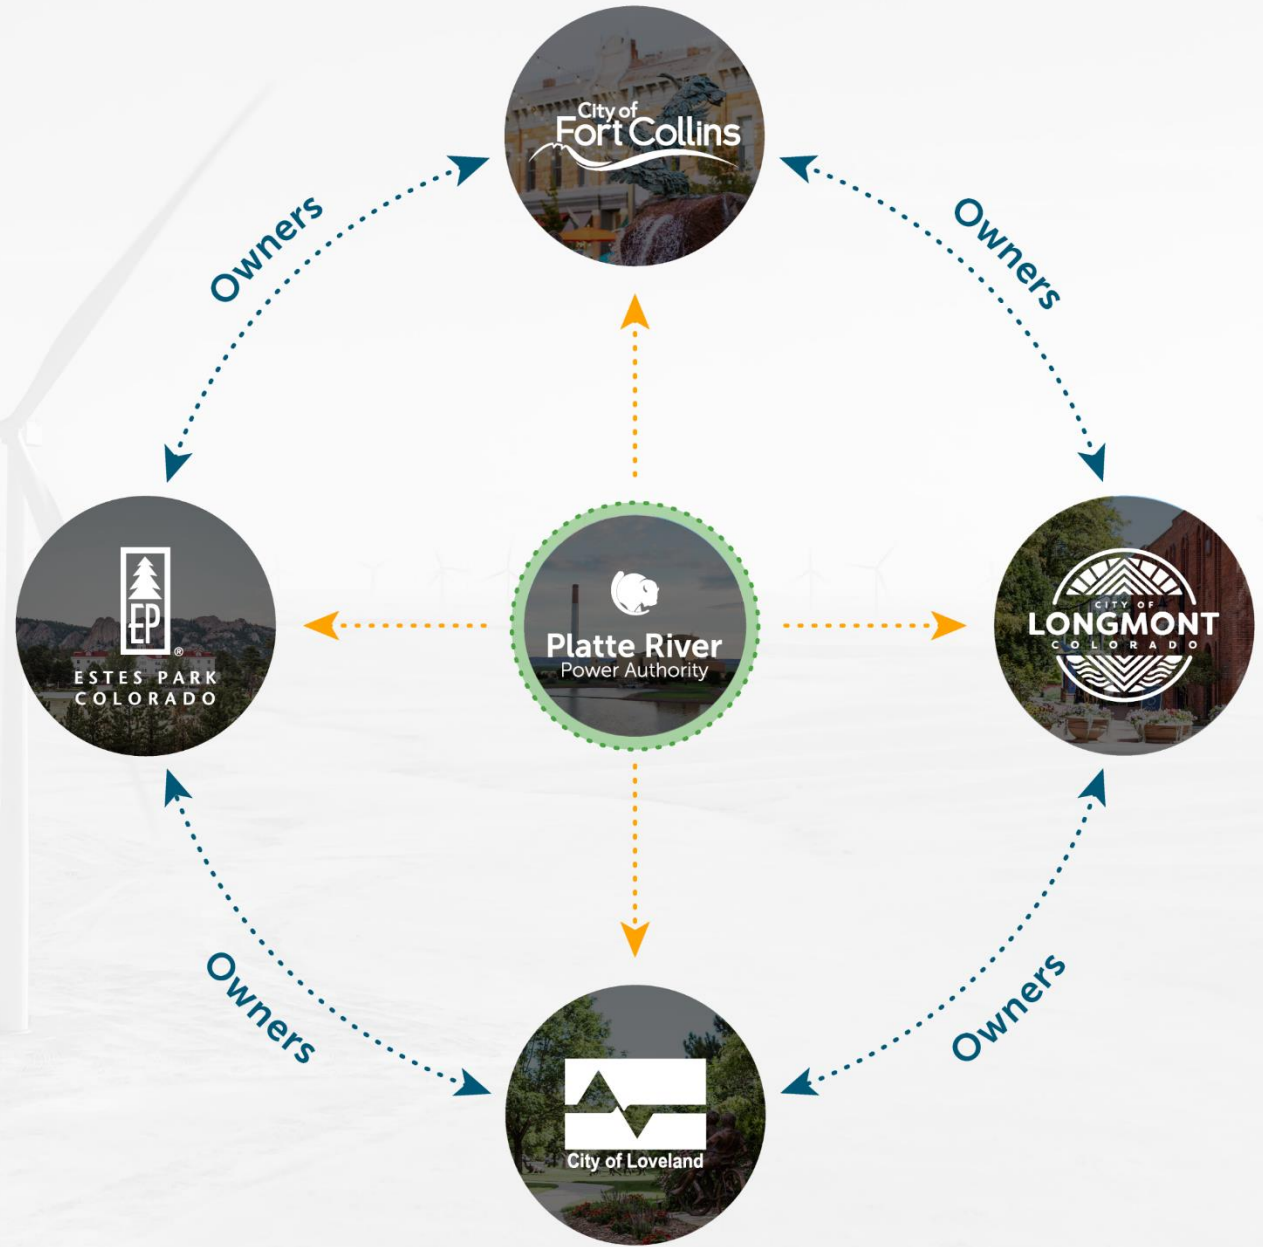 City of
Fort Collins
Owners
Owners
EP
®
ESTES PARK
COLORADO
Platte River
Power Authority
CITY OF
LONGMONT
COLORADO
Owners
Owners
City of Loveland